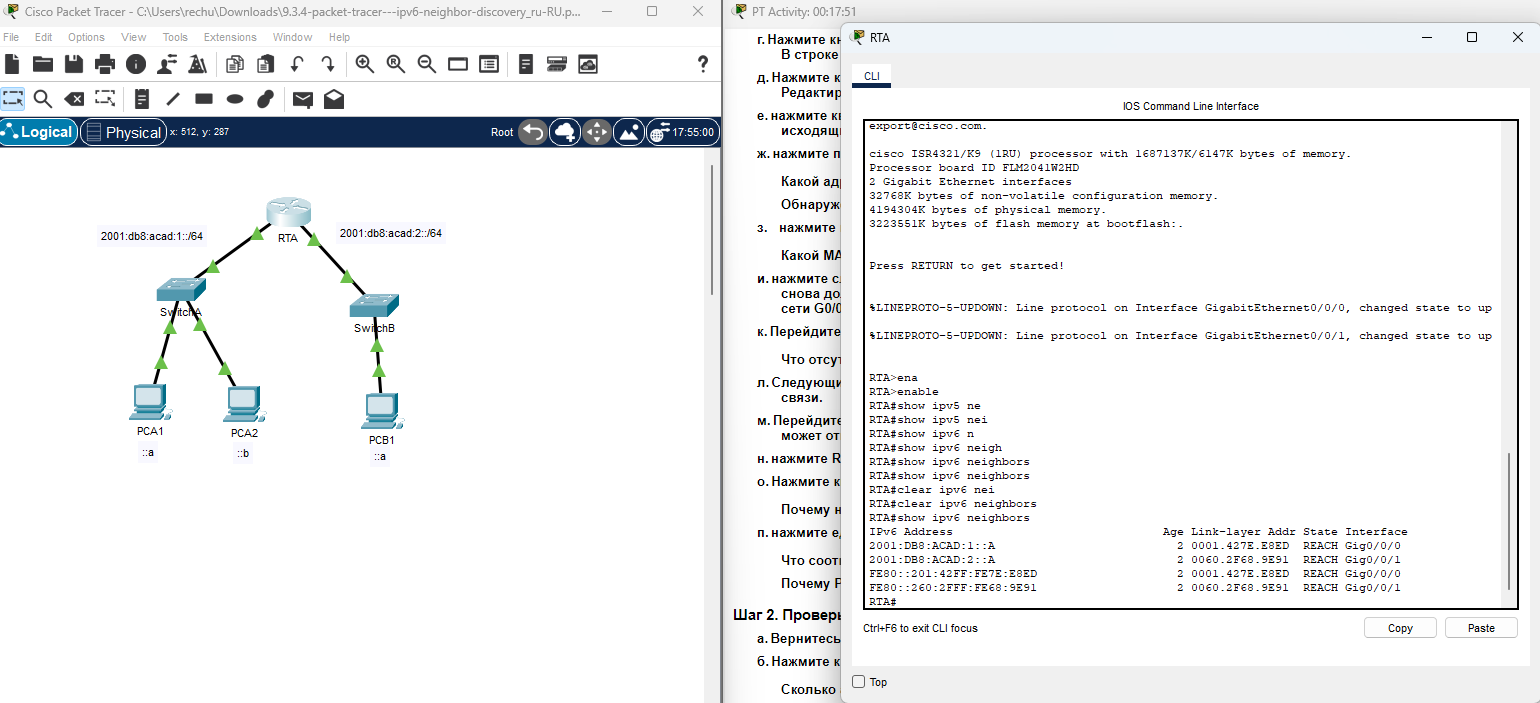 Cisco Packet Tracer - C:\Users\rechu\Downloads\9.3.4-packet-tracer---ipv6-neighbor-discovery_ru-RU.p...
File Edit Options View Tools Extensions Window Help
Logical Physical x: 512, y: 287 Root 17:55:00
2001:db8:acad:1::/64
2001:db8:acad:2::/64
RTA
SwitchA
SwitchB
PCA1
PCA2
PCB1
::a
::b
::a
PT Activity: 00:17:51
г. Нажмите
В строке
д. Нажмите
Редактир
е. нажмите
исходящ
ж. нажмите п
Какой ад
Обнаруж
з. нажмите
Какой MA
и. нажмите с
снова до
сети G0/0
к. Перейдите
Что отсут
л. Следующи
связи.
м. Перейдите
может от
н. нажмите R
о. Нажмите к
Почему н
п. нажмите е
Что соот
Почему P
Шаг 2. Проверь
а. Вернитесь
б. Нажмите к
Сколько
RTA
CLI
IOS Command Line Interface
export@cisco.com.
cisco ISR4321/K9 (1RU) processor with 1687137K/6147K bytes of memory.
Processor board ID FLM2041W2HD
2 Gigabit Ethernet interfaces
32768K bytes of non-volatile configuration memory.
4194304K bytes of physical memory.
3223551K bytes of flash memory at bootflash:.
Press RETURN to get started!
%LINEPROTO-5-UPDOWN: Line protocol on Interface GigabitEthernet0/0/0, changed state to up
%LINEPROTO-5-UPDOWN: Line protocol on Interface GigabitEthernet0/0/1, changed state to up
RTA>ena
RTA>enable
RTA#show ipv5 ne
RTA#show ipv5 nei
RTA#show ipv6 n
RTA#show ipv6 neigh
RTA#show ipv6 neighbors
RTA#show ipv6 neighbors
RTA#clear ipv6 nei
RTA#clear ipv6 neighbors
RTA#show ipv6 neighbors
IPv6 Address Age Link-layer Addr State Interface
2001:DB8:ACAD:1::A 2 0001.427E.E8ED REACH Gig0/0/0
2001:DB8:ACAD:2::A 2 0060.2F68.9E91 REACH Gig0/0/1
FE80::201:42FF:FE7E:E8ED 2 0001.427E.E8ED REACH Gig0/0/0
FE80::260:2FFF:FE68:9E91 2 0060.2F68.9E91 REACH Gig0/0/1
RTA#
Ctrl+F6 to exit CLI focus
Copy
Paste
Top